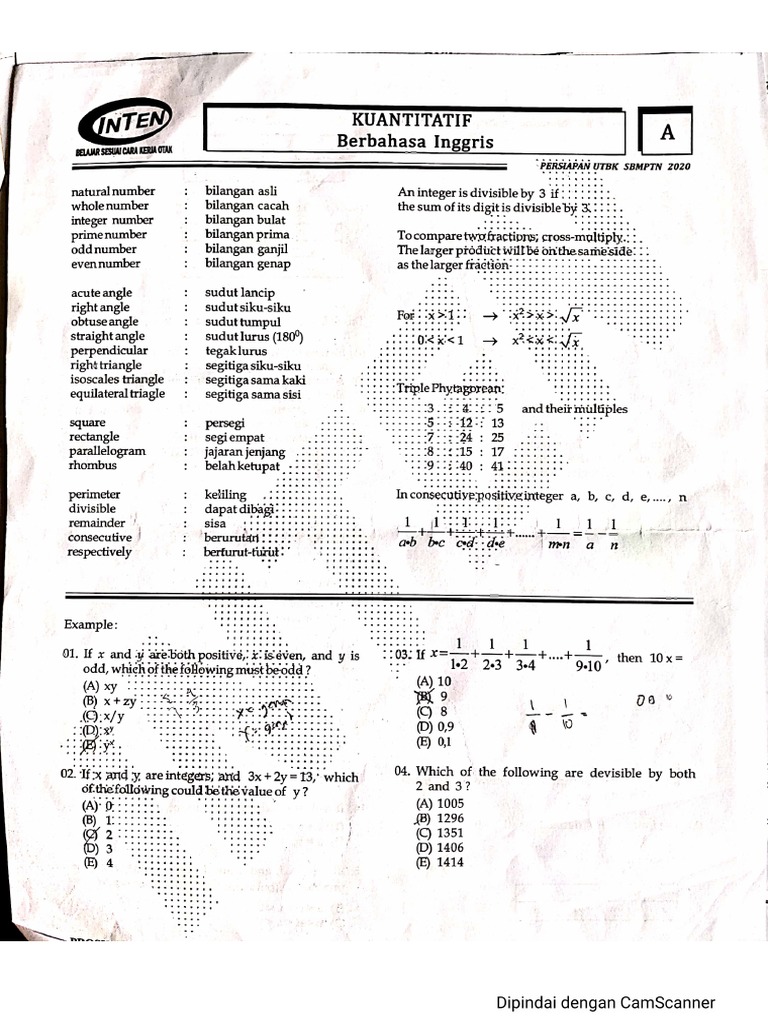 INTEN
BELAJAR SESUAI CARA KERJA OTAK
KUANTITATIF
Berbahasa Inggris
A
PERSIAPAN UTBK SBMPTN 2020
natural number : bilangan asli
whole number : bilangan cacah
integer number : bilangan bulat
prime number : bilangan prima
odd number : bilangan ganjil
even number : bilangan genap
acute angle : sudut lancip
right angle : sudut siku-siku
obtuse angle : sudut tumpul
straight angle : sudut lurus (180⁰)
perpendicular : tegak lurus
right triangle : segitiga siku-siku
isoscales triangle : segitiga sama kaki
equilateral triagle : segitiga sama sisi
square : persegi
rectangle : segi empat
parallelogram : jajaran jenjang
rhombus : belah ketupat
perimeter : keliling
divisible : dapat dibagi
remainder : sisa
consecutive : berurutan
respectively : berturut-turut
An integer is divisible by 3 if
the sum of its digit is divisible by 3.
To compare two fractions, cross-multiply.
The larger product will be on the same side
as the larger fraction
For x > 1 → x² > x > √x
0 < x < 1 → x² < x < √x
Triple Phytagorean:
3 : 4 : 5 and their multiples
5 : 12 : 13
7 : 24 : 25
8 : 15 : 17
9 : 40 : 41
In consecutive positive integer a, b, c, d, e,...., n
1/a•b + 1/b•c + 1/c•d + 1/d•e + ...... + 1/m•n = 1/a − 1/n
Example:
01. If x and y are both positive, x is even, and y is
odd, which of the following must be odd ?
(A) xy
(B) x + zy
(C) x/y
(D) xʸ
(E) yˣ
02. If x and y, are integers, and 3x + 2y = 13, which
of the following could be the value of y ?
(A) 0
(B) 1
(C) 2
(D) 3
(E) 4
03. If x = 1/1•2 + 1/2•3 + 1/3•4 + .... + 1/9•10, then 10 x =
(A) 10
(B) 9
(C) 8
(D) 0,9
(E) 0,1
04. Which of the following are devisible by both
2 and 3 ?
(A) 1005
(B) 1296
(C) 1351
(D) 1406
(E) 1414
Dipindai dengan CamScanner